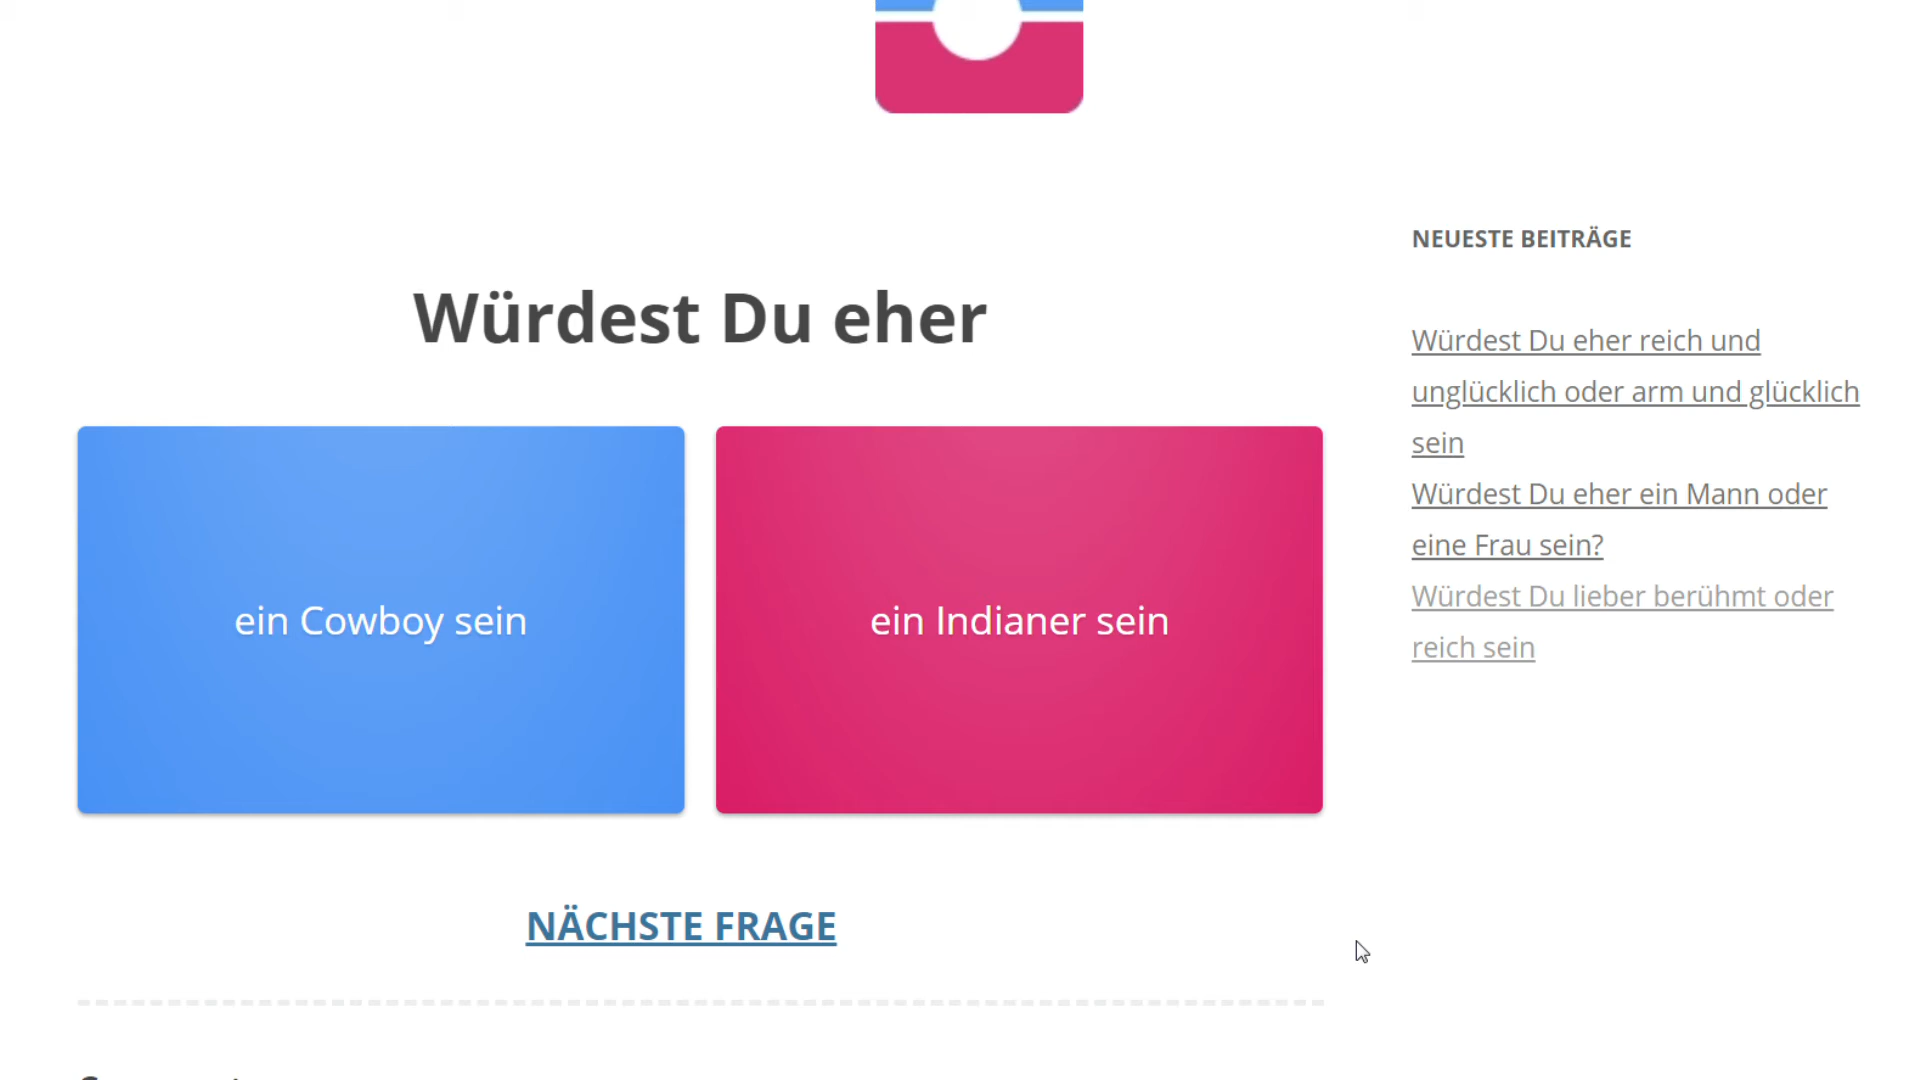 Würdest Du eher
ein Cowboy sein
ein Indianer sein
NÄCHSTE FRAGE
NEUESTE BEITRÄGE
Würdest Du eher reich und
unglücklich oder arm und glücklich
sein
Würdest Du eher ein Mann oder
eine Frau sein?
Würdest Du lieber berühmt oder
reich sein